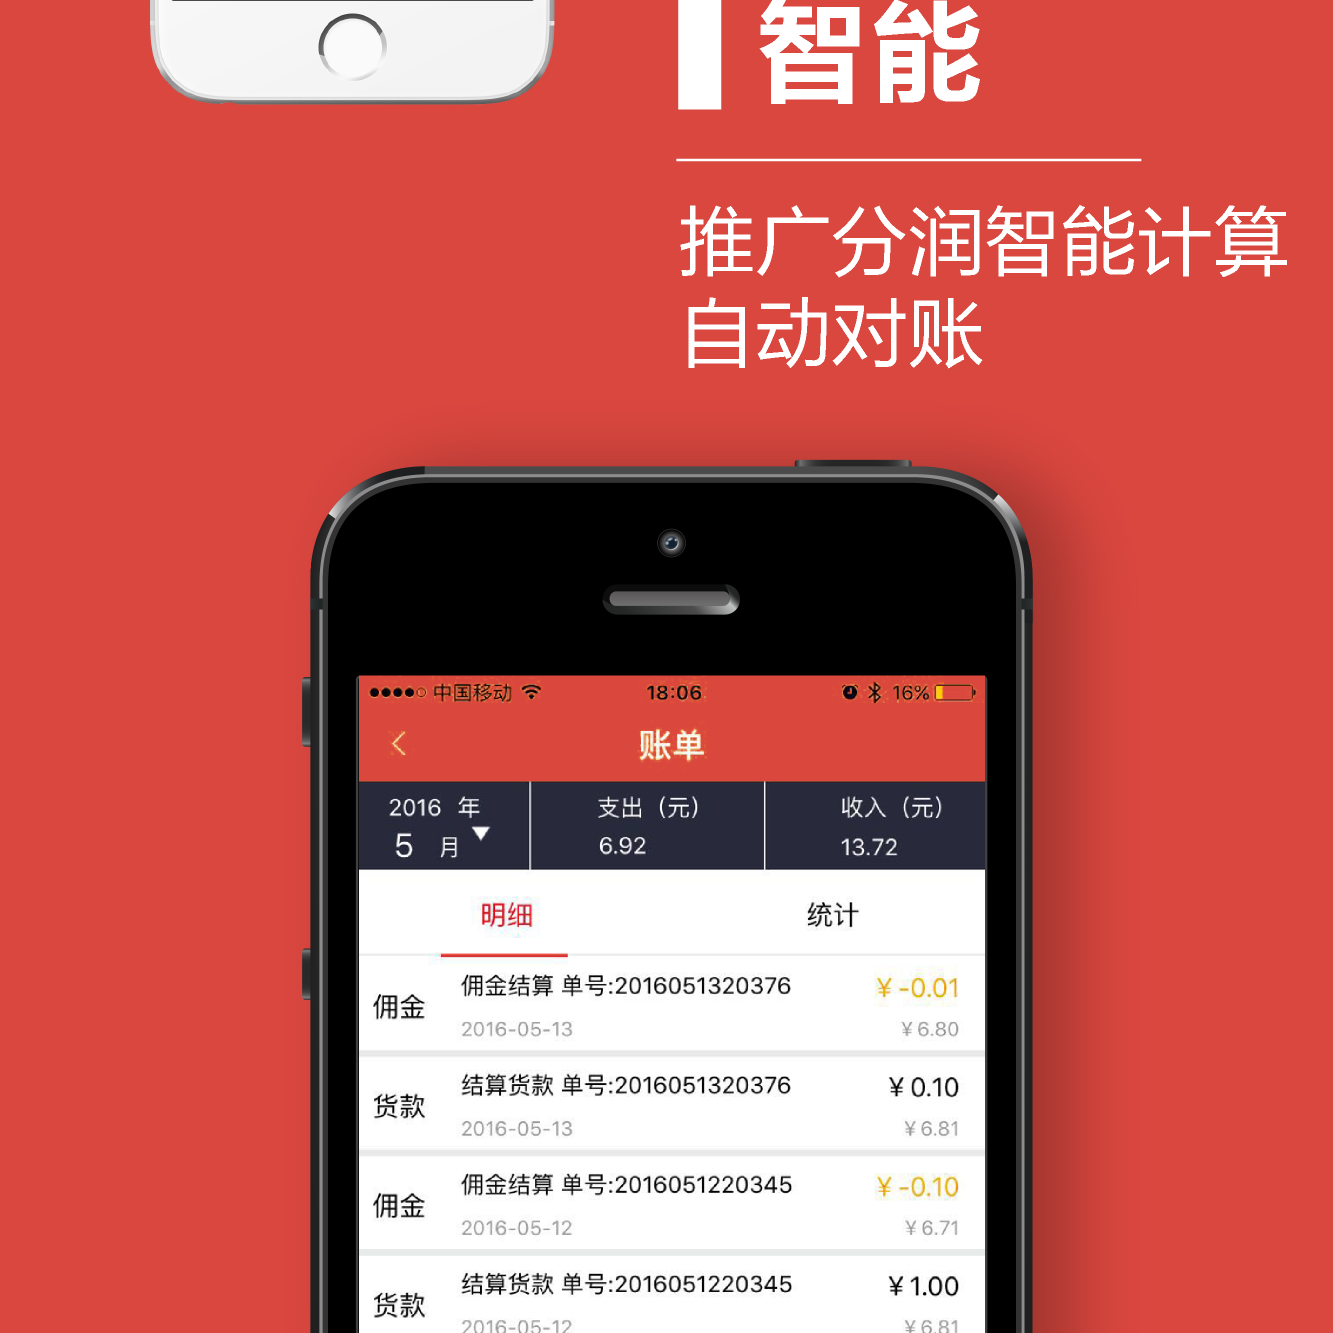 智能
推广分润智能计算
自动对账
中国移动 18:06 16%
账单
2016 年 支出（元） 收入（元）
5 月 6.92 13.72
明细 统计
佣金结算 单号:2016051320376 ¥ -0.01
佣金
2016-05-13 ¥ 6.80
结算货款 单号:2016051320376 ¥ 0.10
货款
2016-05-13 ¥ 6.81
佣金结算 单号:2016051220345 ¥ -0.10
佣金
2016-05-12 ¥ 6.71
结算货款 单号:2016051220345 ¥ 1.00
货款
2016-05-12 ¥ 6.81